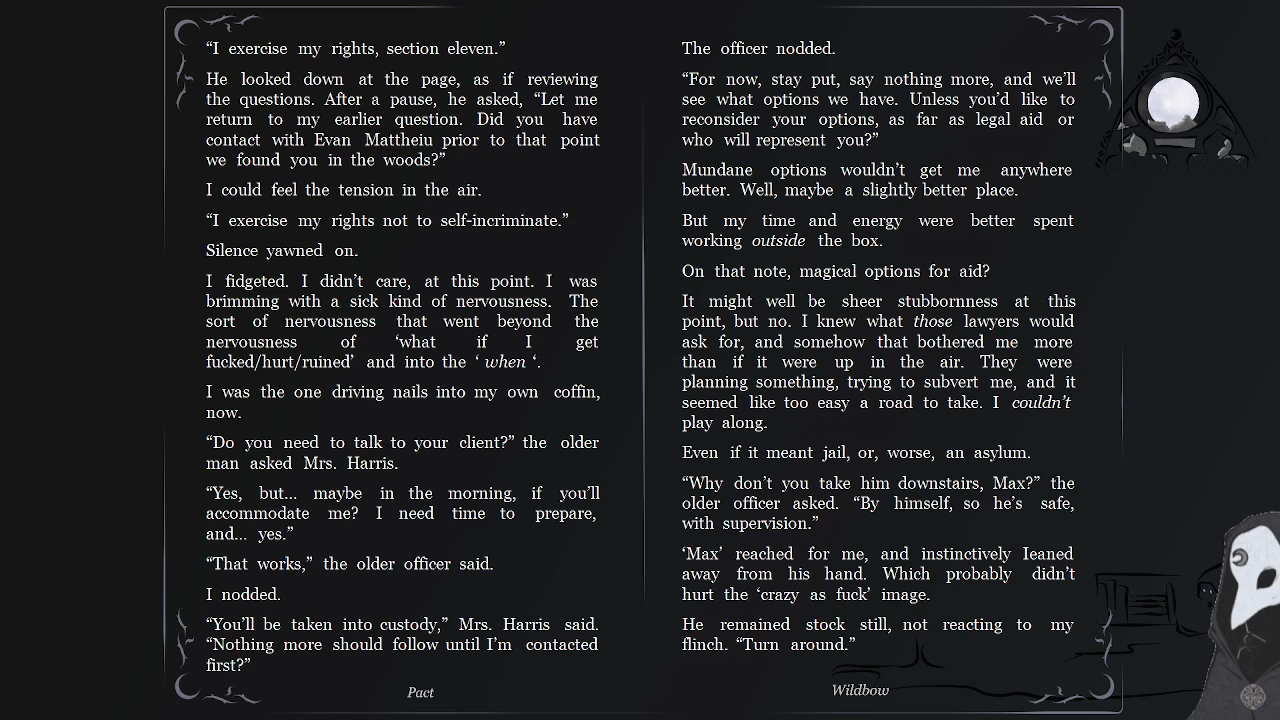 “I exercise my rights, section eleven.”
He looked down at the page, as if reviewing
the questions. After a pause, he asked, “Let me
return to my earlier question. Did you have
contact with Evan Mattheiu prior to that point
we found you in the woods?”
I could feel the tension in the air.
“I exercise my rights not to self-incriminate.”
Silence yawned on.
I fidgeted. I didn’t care, at this point. I was
brimming with a sick kind of nervousness. The
sort of nervousness that went beyond the
nervousness of ‘what if I get
fucked/hurt/ruined’ and into the ‘ when ‘.
I was the one driving nails into my own coffin,
now.
“Do you need to talk to your client?” the older
man asked Mrs. Harris.
“Yes, but... maybe in the morning, if you’ll
accommodate me? I need time to prepare,
and... yes.”
“That works,” the older officer said.
I nodded.
“You’ll be taken into custody,” Mrs. Harris said.
“Nothing more should follow until I’m contacted
first?”
Pact
The officer nodded.
“For now, stay put, say nothing more, and we’ll
see what options we have. Unless you’d like to
reconsider your options, as far as legal aid or
who will represent you?”
Mundane options wouldn’t get me anywhere
better. Well, maybe a slightly better place.
But my time and energy were better spent
working outside the box.
On that note, magical options for aid?
It might well be sheer stubbornness at this
point, but no. I knew what those lawyers would
ask for, and somehow that bothered me more
than if it were up in the air. They were
planning something, trying to subvert me, and it
seemed like too easy a road to take. I couldn’t
play along.
Even if it meant jail, or, worse, an asylum.
“Why don’t you take him downstairs, Max?” the
older officer asked. “By himself, so he’s safe,
with supervision.”
‘Max’ reached for me, and instinctively Ieaned
away from his hand. Which probably didn’t
hurt the ‘crazy as fuck’ image.
He remained stock still, not reacting to my
flinch. “Turn around.”
Wildbow